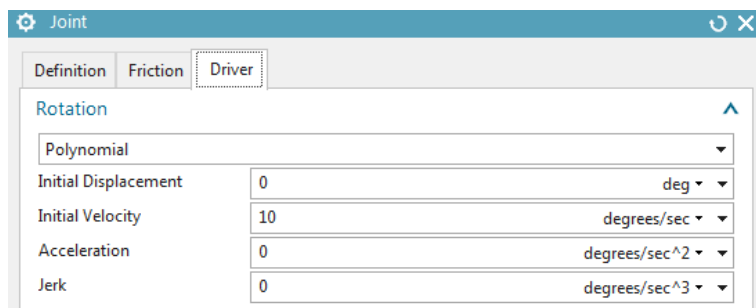 Joint
Definition Friction Driver
Rotation
Polynomial
Initial Displacement 0 deg
Initial Velocity 10 degrees/sec
Acceleration 0 degrees/sec^2
Jerk 0 degrees/sec^3